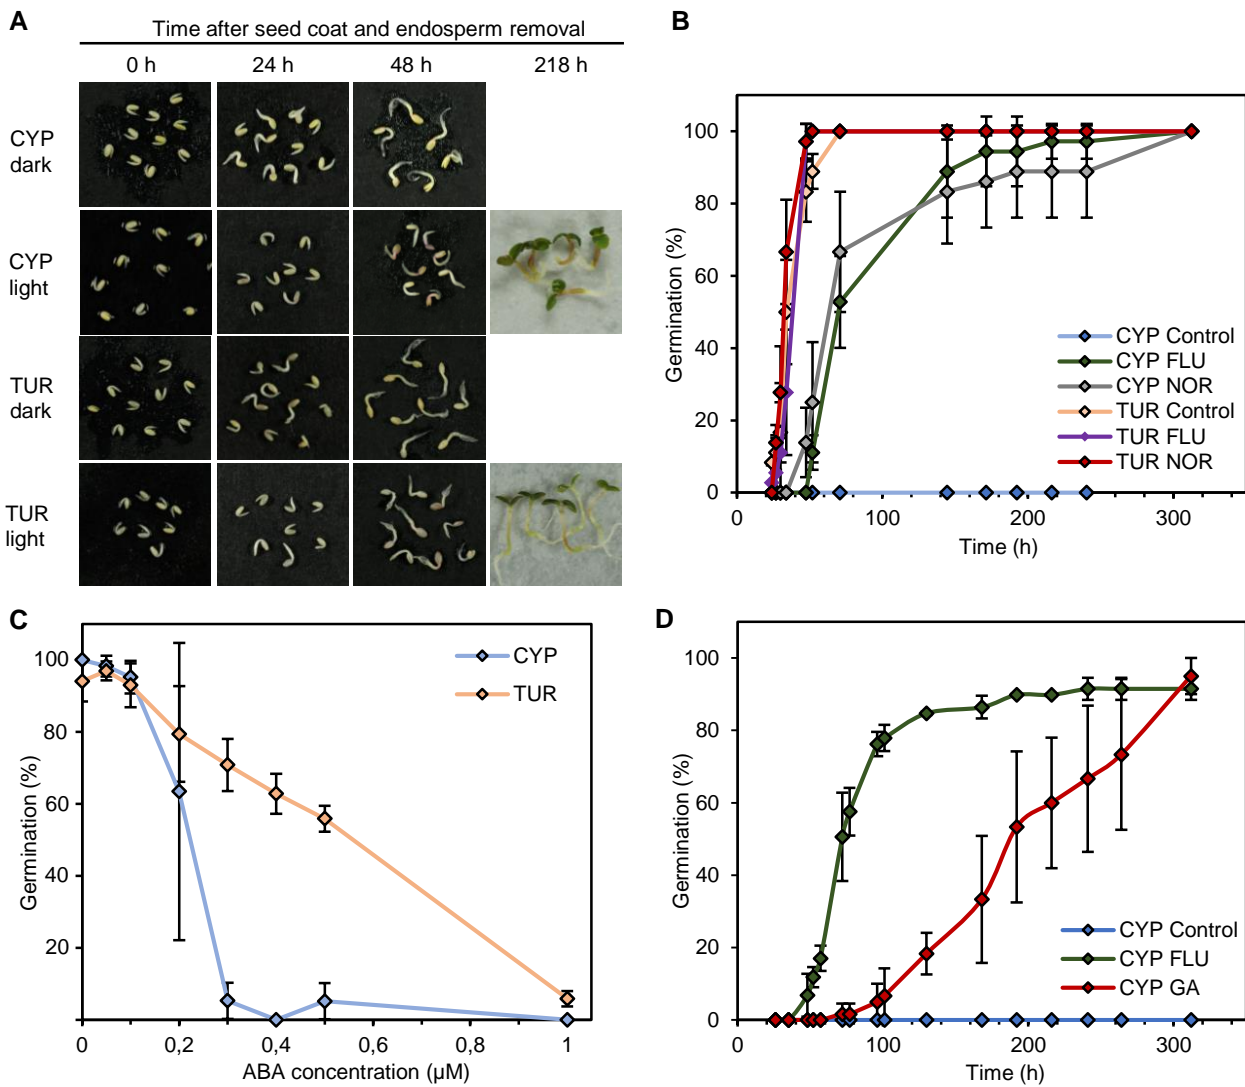 A
Time after seed coat and endosperm removal
0 h 24 h 48 h 218 h
CYP
dark
CYP
light
TUR
dark
TUR
light
B
Germination (%)
100
80
60
40
20
0
0 100 200 300
Time (h)
CYP Control
CYP FLU
CYP NOR
TUR Control
TUR FLU
TUR NOR
C
Germination (%)
100
80
60
40
20
0 0,2 0,4 0,6 0,8 1
ABA concentration (µM)
CYP
TUR
D
Germination (%)
100
80
60
40
20
0
0 100 200 300
Time (h)
CYP Control
CYP FLU
CYP GA